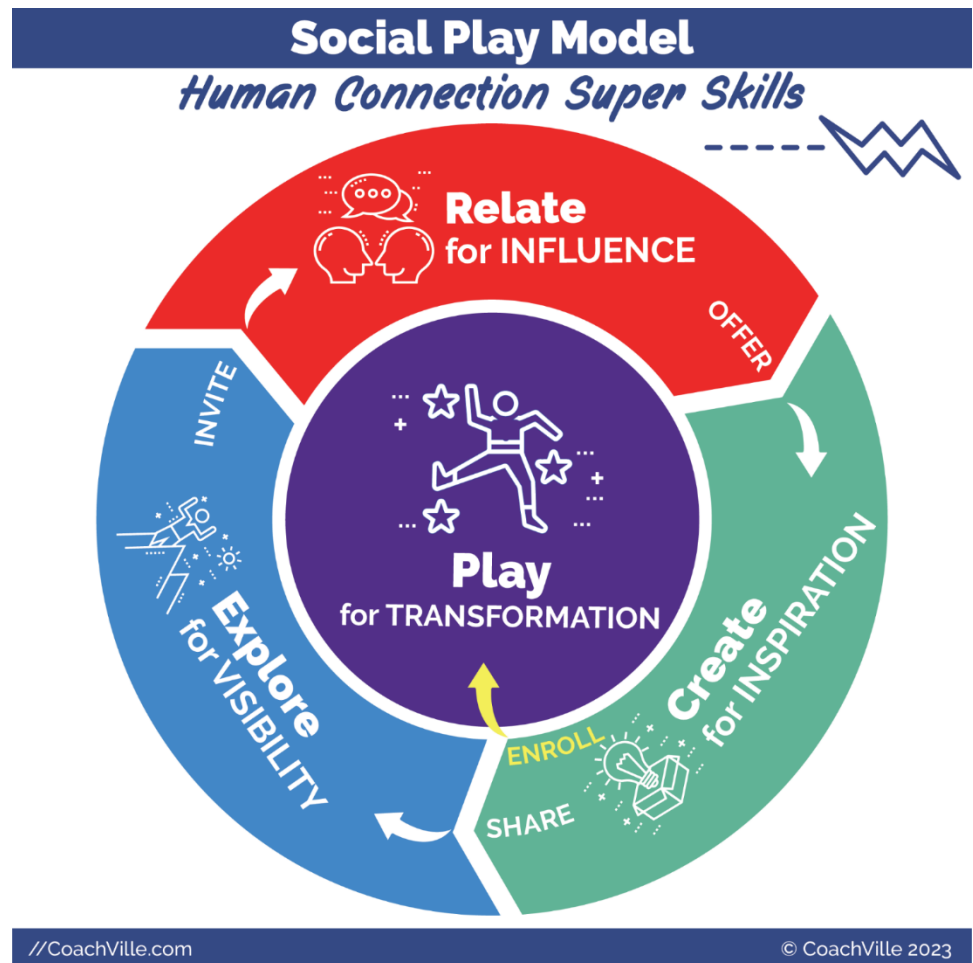 Social Play Model
Human Connection Super Skills
Relate
for INFLUENCE
OFFER
INVITE
Play
for TRANSFORMATION
Explore
for VISIBILITY
Create
for INSPIRATION
ENROLL
SHARE
//CoachVille.com
© CoachVille 2023